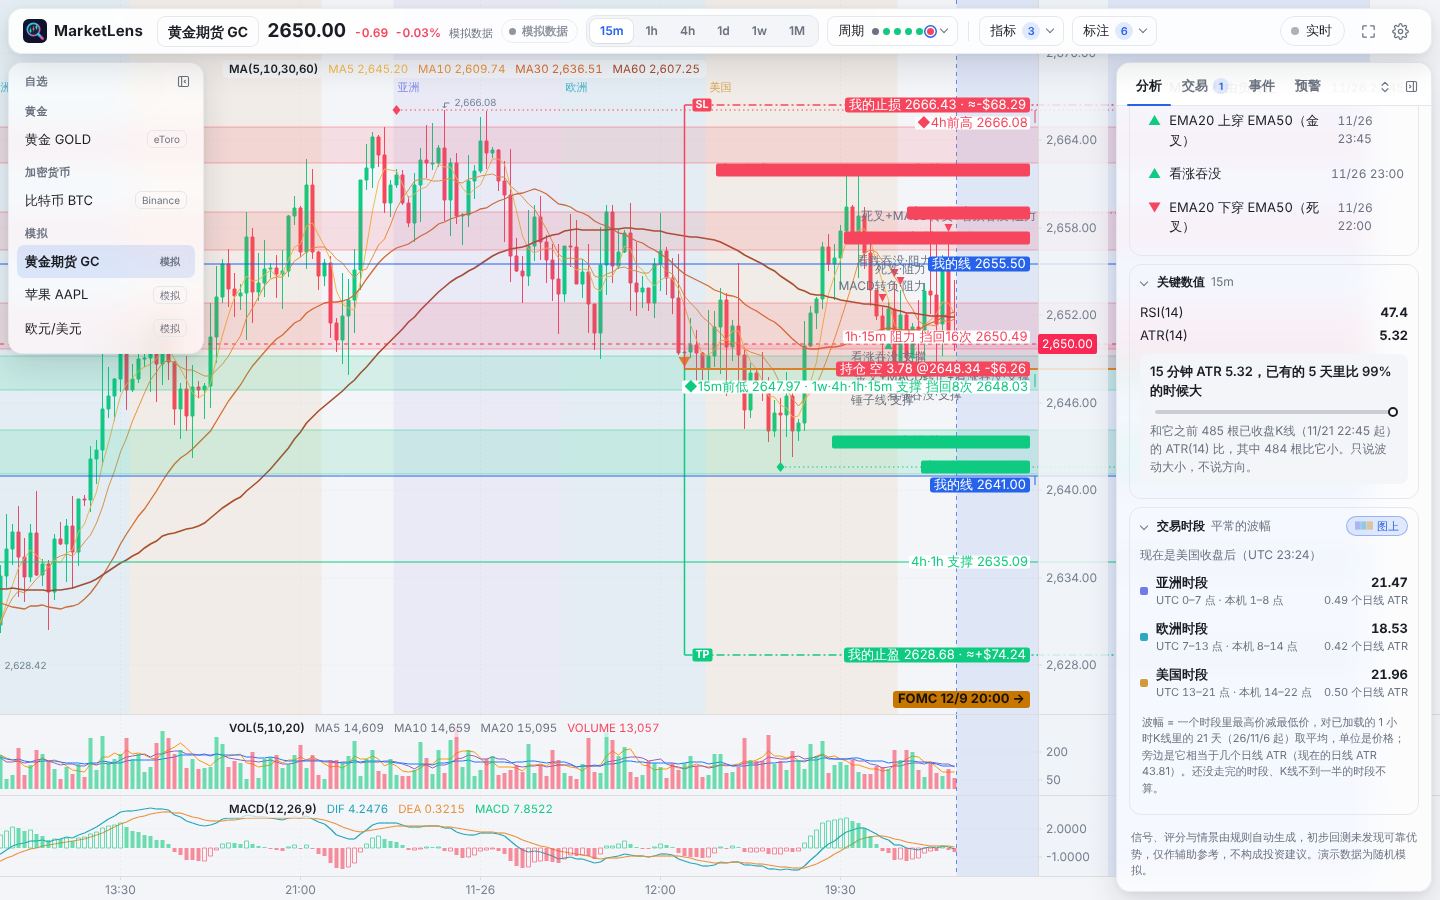 MarketLens
黄金期货 GC
2650.00
-0.69 -0.03% 模拟数据
模拟数据
15m 1h 4h 1d 1w 1M
周期
指标 3
标注 6
实时
自选
黄金
黄金 GOLD eToro
加密货币
比特币 BTC Binance
模拟
黄金期货 GC 模拟
苹果 AAPL 模拟
欧元/美元 模拟
MA(5,10,30,60) MA5 2,645.20 MA10 2,609.74 MA30 2,636.51 MA60 2,607.25
亚洲 欧洲 美国
2,666.08
SL 我的止损 2666.43 · ≈-$68.29
◆4h前高 2666.08
我的线 2655.50
MACD转负·阻力
1h·15m 阻力 挡回16次 2650.49
持仓 空 3.78 @2648.34 -$6.26
◆15m前低 2647.97 · 1w·4h·1h·15m 支撑 挡回8次 2648.03
锤子线·支撑
我的线 2641.00
4h·1h 支撑 2635.09
TP 我的止盈 2628.68 · ≈+$74.24
FOMC 12/9 20:00 →
2,628.42
2,664.00
2,658.00
2,652.00
2,650.00
2,646.00
2,640.00
2,634.00
2,628.00
VOL(5,10,20) MA5 14,609 MA10 14,659 MA20 15,095 VOLUME 13,057
200
50
MACD(12,26,9) DIF 4.2476 DEA 0.3215 MACD 7.8522
2.0000
-1.0000
13:30 21:00 11-26 12:00 19:30
分析 交易 1 事件 预警
EMA20 上穿 EMA50（金叉） 11/26 23:45
看涨吞没 11/26 23:00
EMA20 下穿 EMA50（死叉） 11/26 22:00
关键数值 15m
RSI(14) 47.4
ATR(14) 5.32
15 分钟 ATR 5.32，已有的 5 天里比 99%
的时候大
和它之前 485 根已收盘K线（11/21 22:45 起）
的 ATR(14) 比，其中 484 根比它小。只说波
动大小，不说方向。
交易时段 平常的波幅 图上
现在是美国收盘后（UTC 23:24）
亚洲时段 21.47
UTC 0–7 点 · 本机 1–8 点 0.49 个日线 ATR
欧洲时段 18.53
UTC 7–13 点 · 本机 8–14 点 0.42 个日线 ATR
美国时段 21.96
UTC 13–21 点 · 本机 14–22 点 0.50 个日线 ATR
波幅 = 一个时段里最高价减最低价，对已加载的 1 小
时K线里的 21 天（26/11/6 起）取平均，单位是价格；
旁边是它相当于几个日线 ATR（现在的日线 ATR
43.81）。还没走完的时段、K线不到一半的时段不
算。
信号、评分与情景由规则自动生成，初步回测未发现可靠优
势，仅作辅助参考，不构成投资建议。演示数据为随机模
拟。